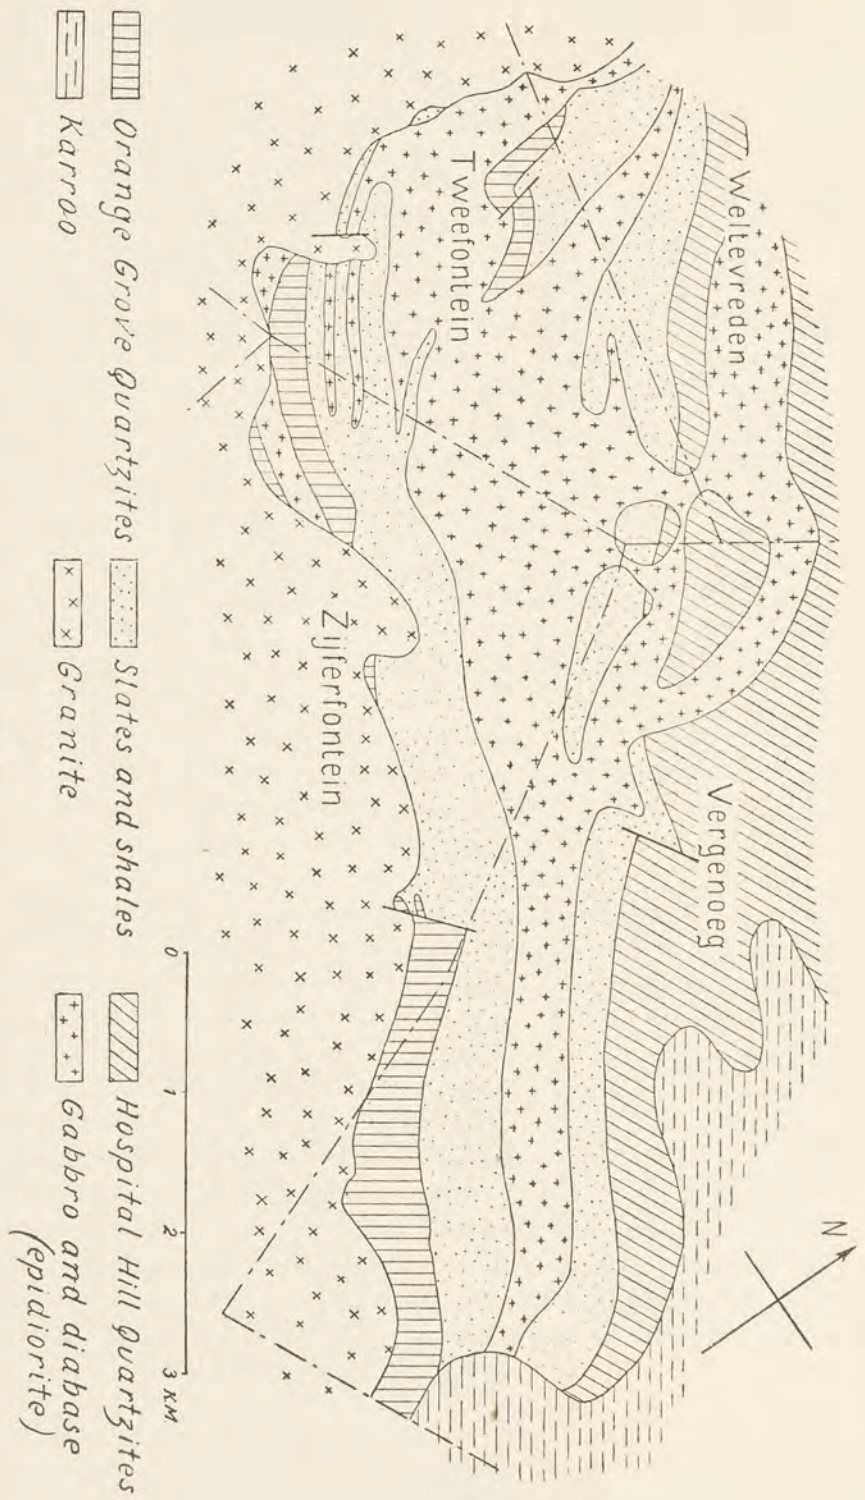 N
Weltevreden
Vergenoeg
Tweefontein
Zijferfontein
0 1 2 3 KM
Orange Grove Quartzites
Slates and shales
Hospital Hill Quartzites
Karroo
Granite
Gabbro and diabase
(epidiorite)